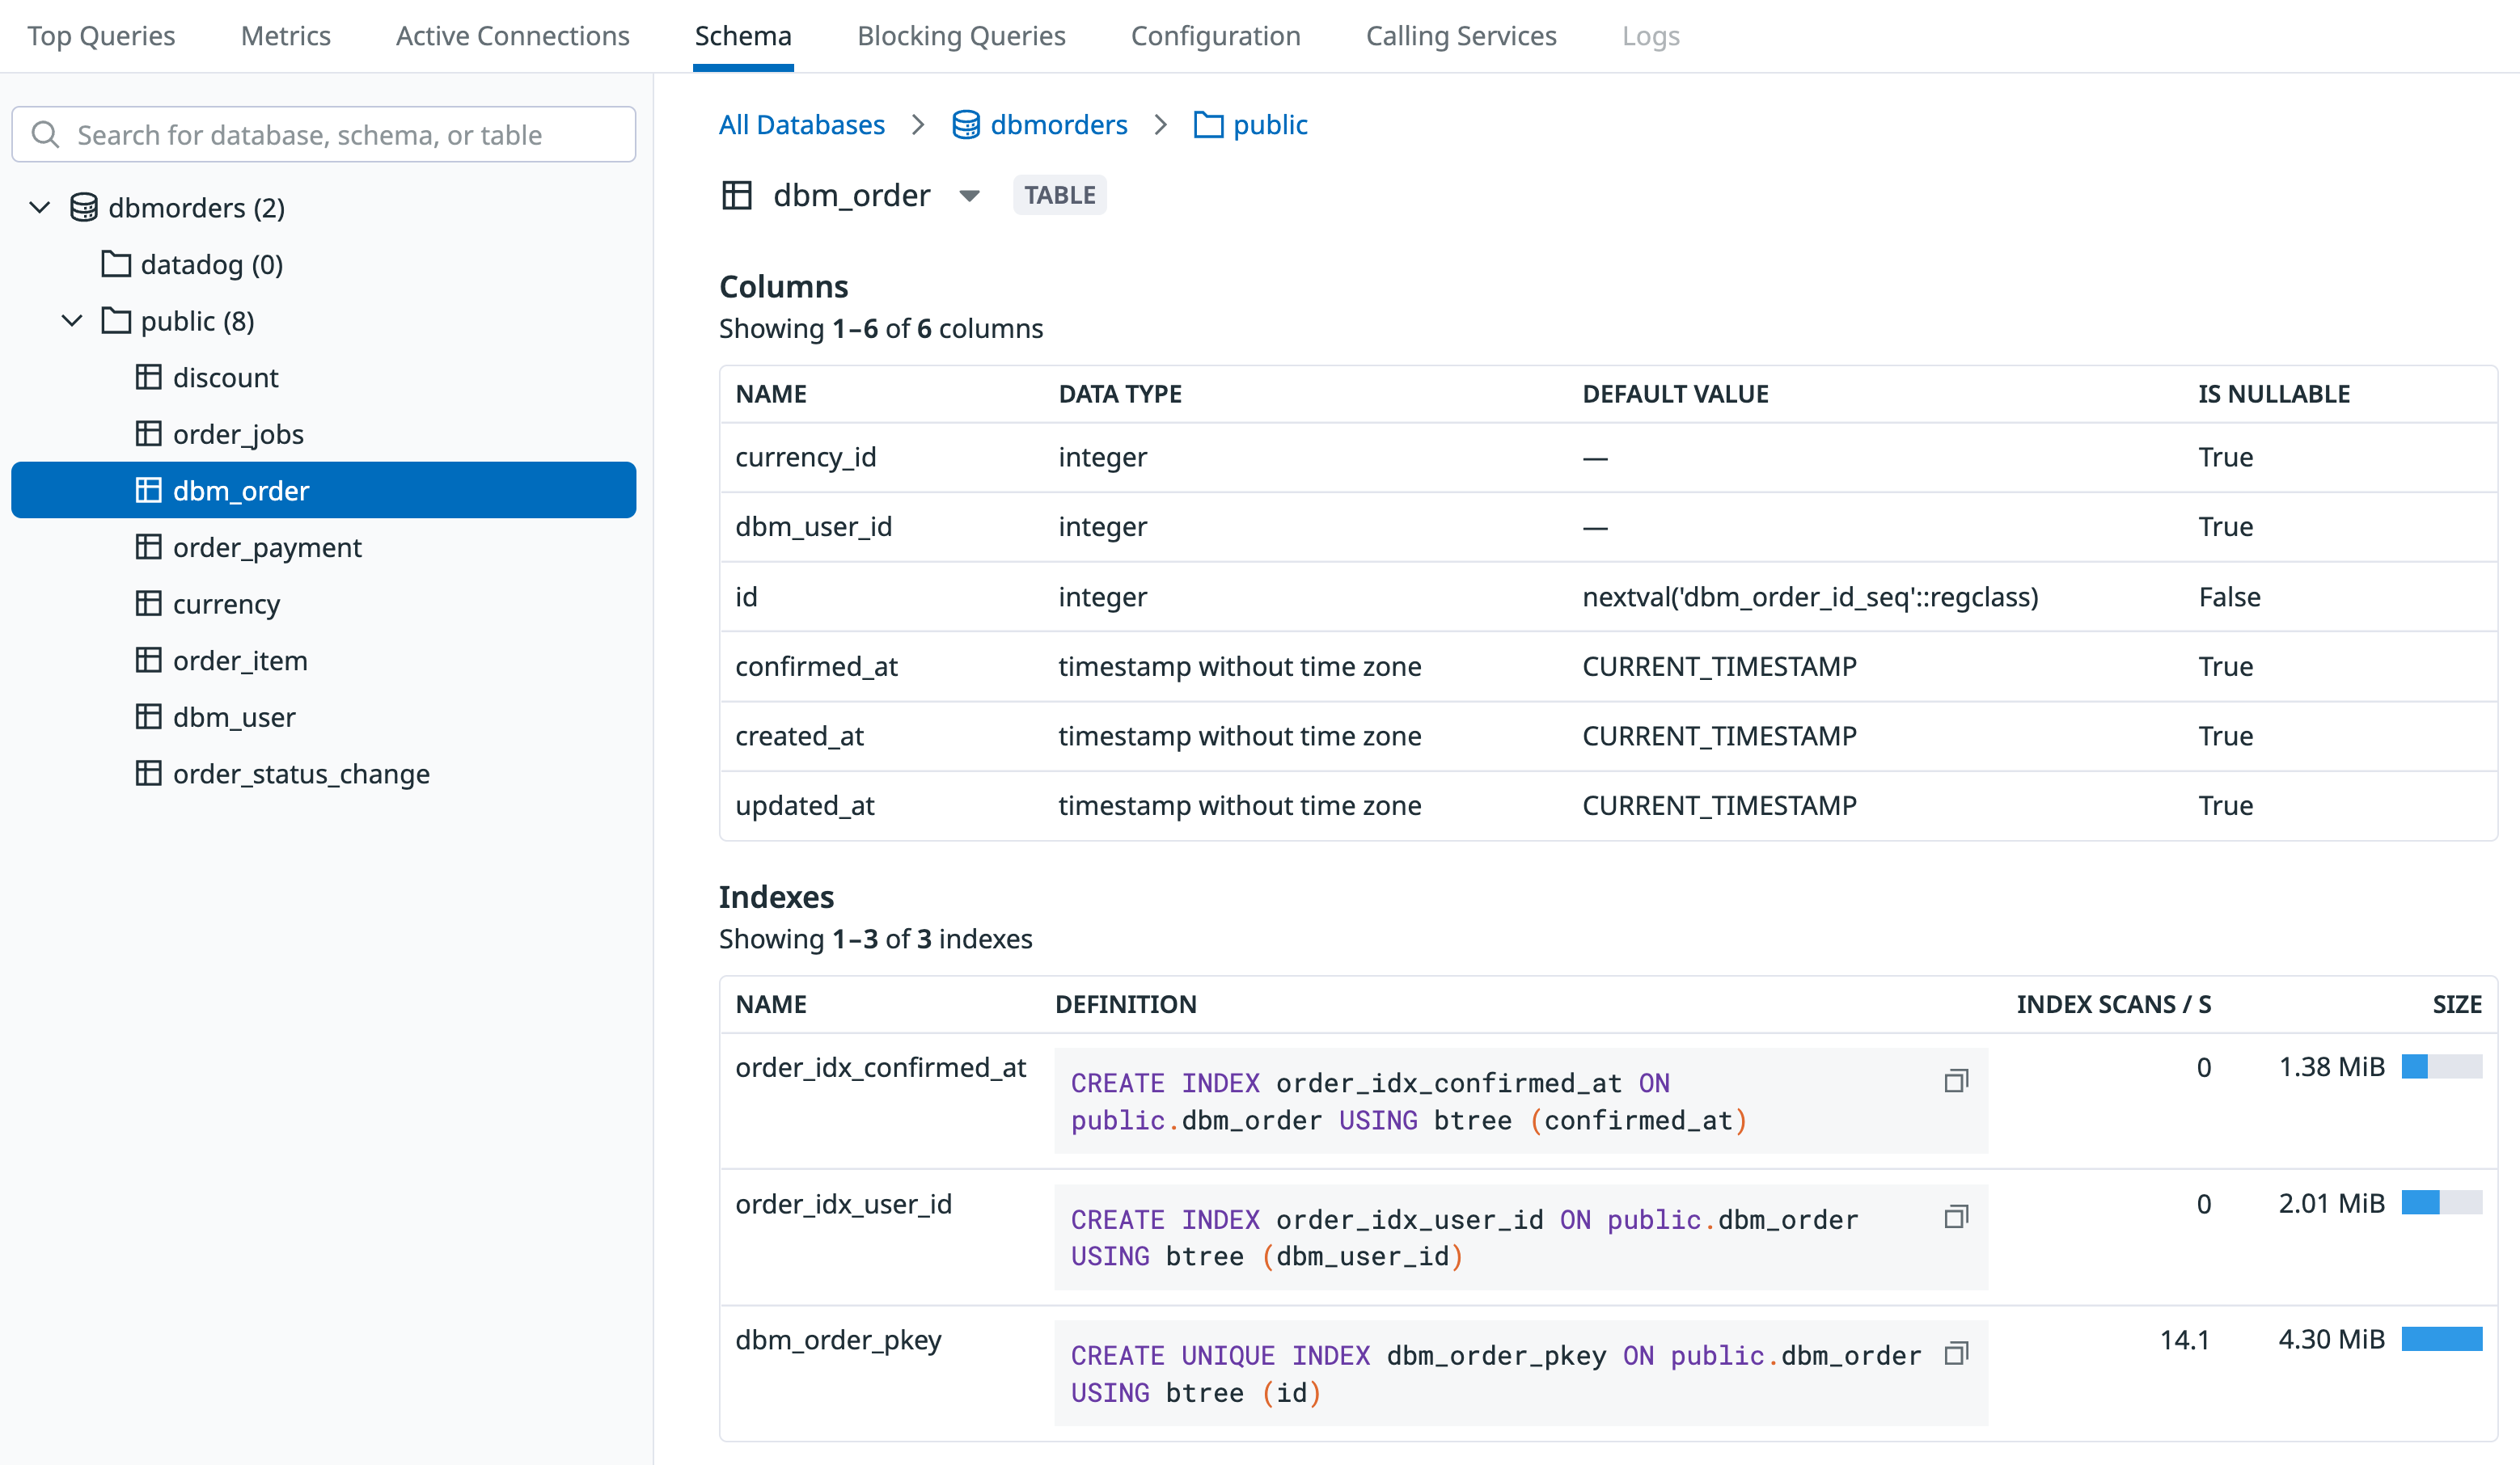 Top Queries Metrics Active Connections Schema Blocking Queries Configuration Calling Services Logs
Search for database, schema, or table
dbmorders (2)
datadog (0)
public (8)
discount
order_jobs
dbm_order
order_payment
currency
order_item
dbm_user
order_status_change
All Databases > dbmorders > public
dbm_order TABLE
Columns
Showing 1–6 of 6 columns
NAME DATA TYPE DEFAULT VALUE IS NULLABLE
currency_id integer — True
dbm_user_id integer — True
id integer nextval('dbm_order_id_seq'::regclass) False
confirmed_at timestamp without time zone CURRENT_TIMESTAMP True
created_at timestamp without time zone CURRENT_TIMESTAMP True
updated_at timestamp without time zone CURRENT_TIMESTAMP True
Indexes
Showing 1–3 of 3 indexes
NAME DEFINITION INDEX SCANS / S SIZE
order_idx_confirmed_at CREATE INDEX order_idx_confirmed_at ON 0 1.38 MiB
public.dbm_order USING btree (confirmed_at)
order_idx_user_id CREATE INDEX order_idx_user_id ON public.dbm_order 0 2.01 MiB
USING btree (dbm_user_id)
dbm_order_pkey CREATE UNIQUE INDEX dbm_order_pkey ON public.dbm_order 14.1 4.30 MiB
USING btree (id)